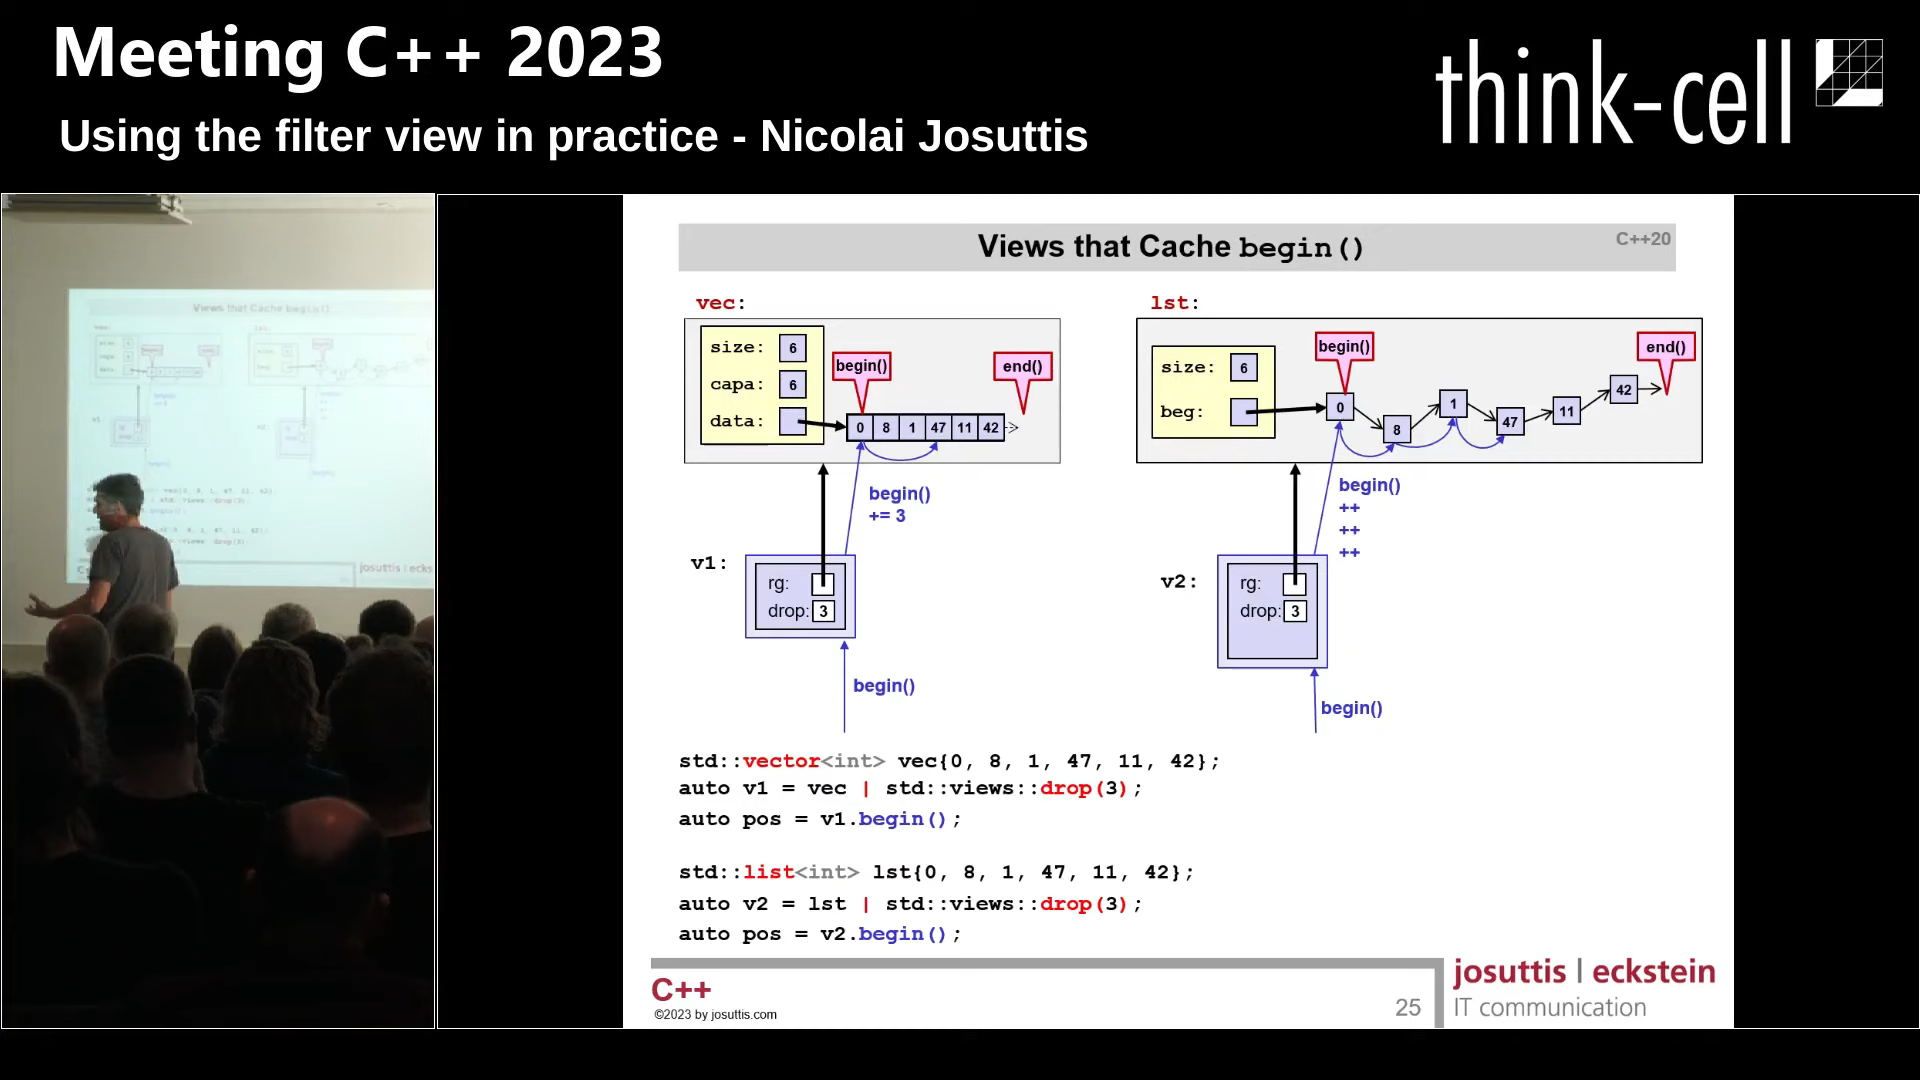 Meeting C++ 2023
Using the filter view in practice - Nicolai Josuttis
think-cell
Views that Cache begin()
C++20
vec:
size: 6
capa: 6
data:
begin()
end()
0 8 1 47 11 42
begin()
+= 3
v1:
rg:
drop: 3
begin()
lst:
size: 6
beg:
begin()
end()
0 8 1 47 11 42
begin()
++
++
++
v2:
rg:
drop: 3
begin()
std::vector<int> vec{0, 8, 1, 47, 11, 42};
auto v1 = vec | std::views::drop(3);
auto pos = v1.begin();
std::list<int> lst{0, 8, 1, 47, 11, 42};
auto v2 = lst | std::views::drop(3);
auto pos = v2.begin();
C++
©2023 by josuttis.com
25
josuttis | eckstein
IT communication